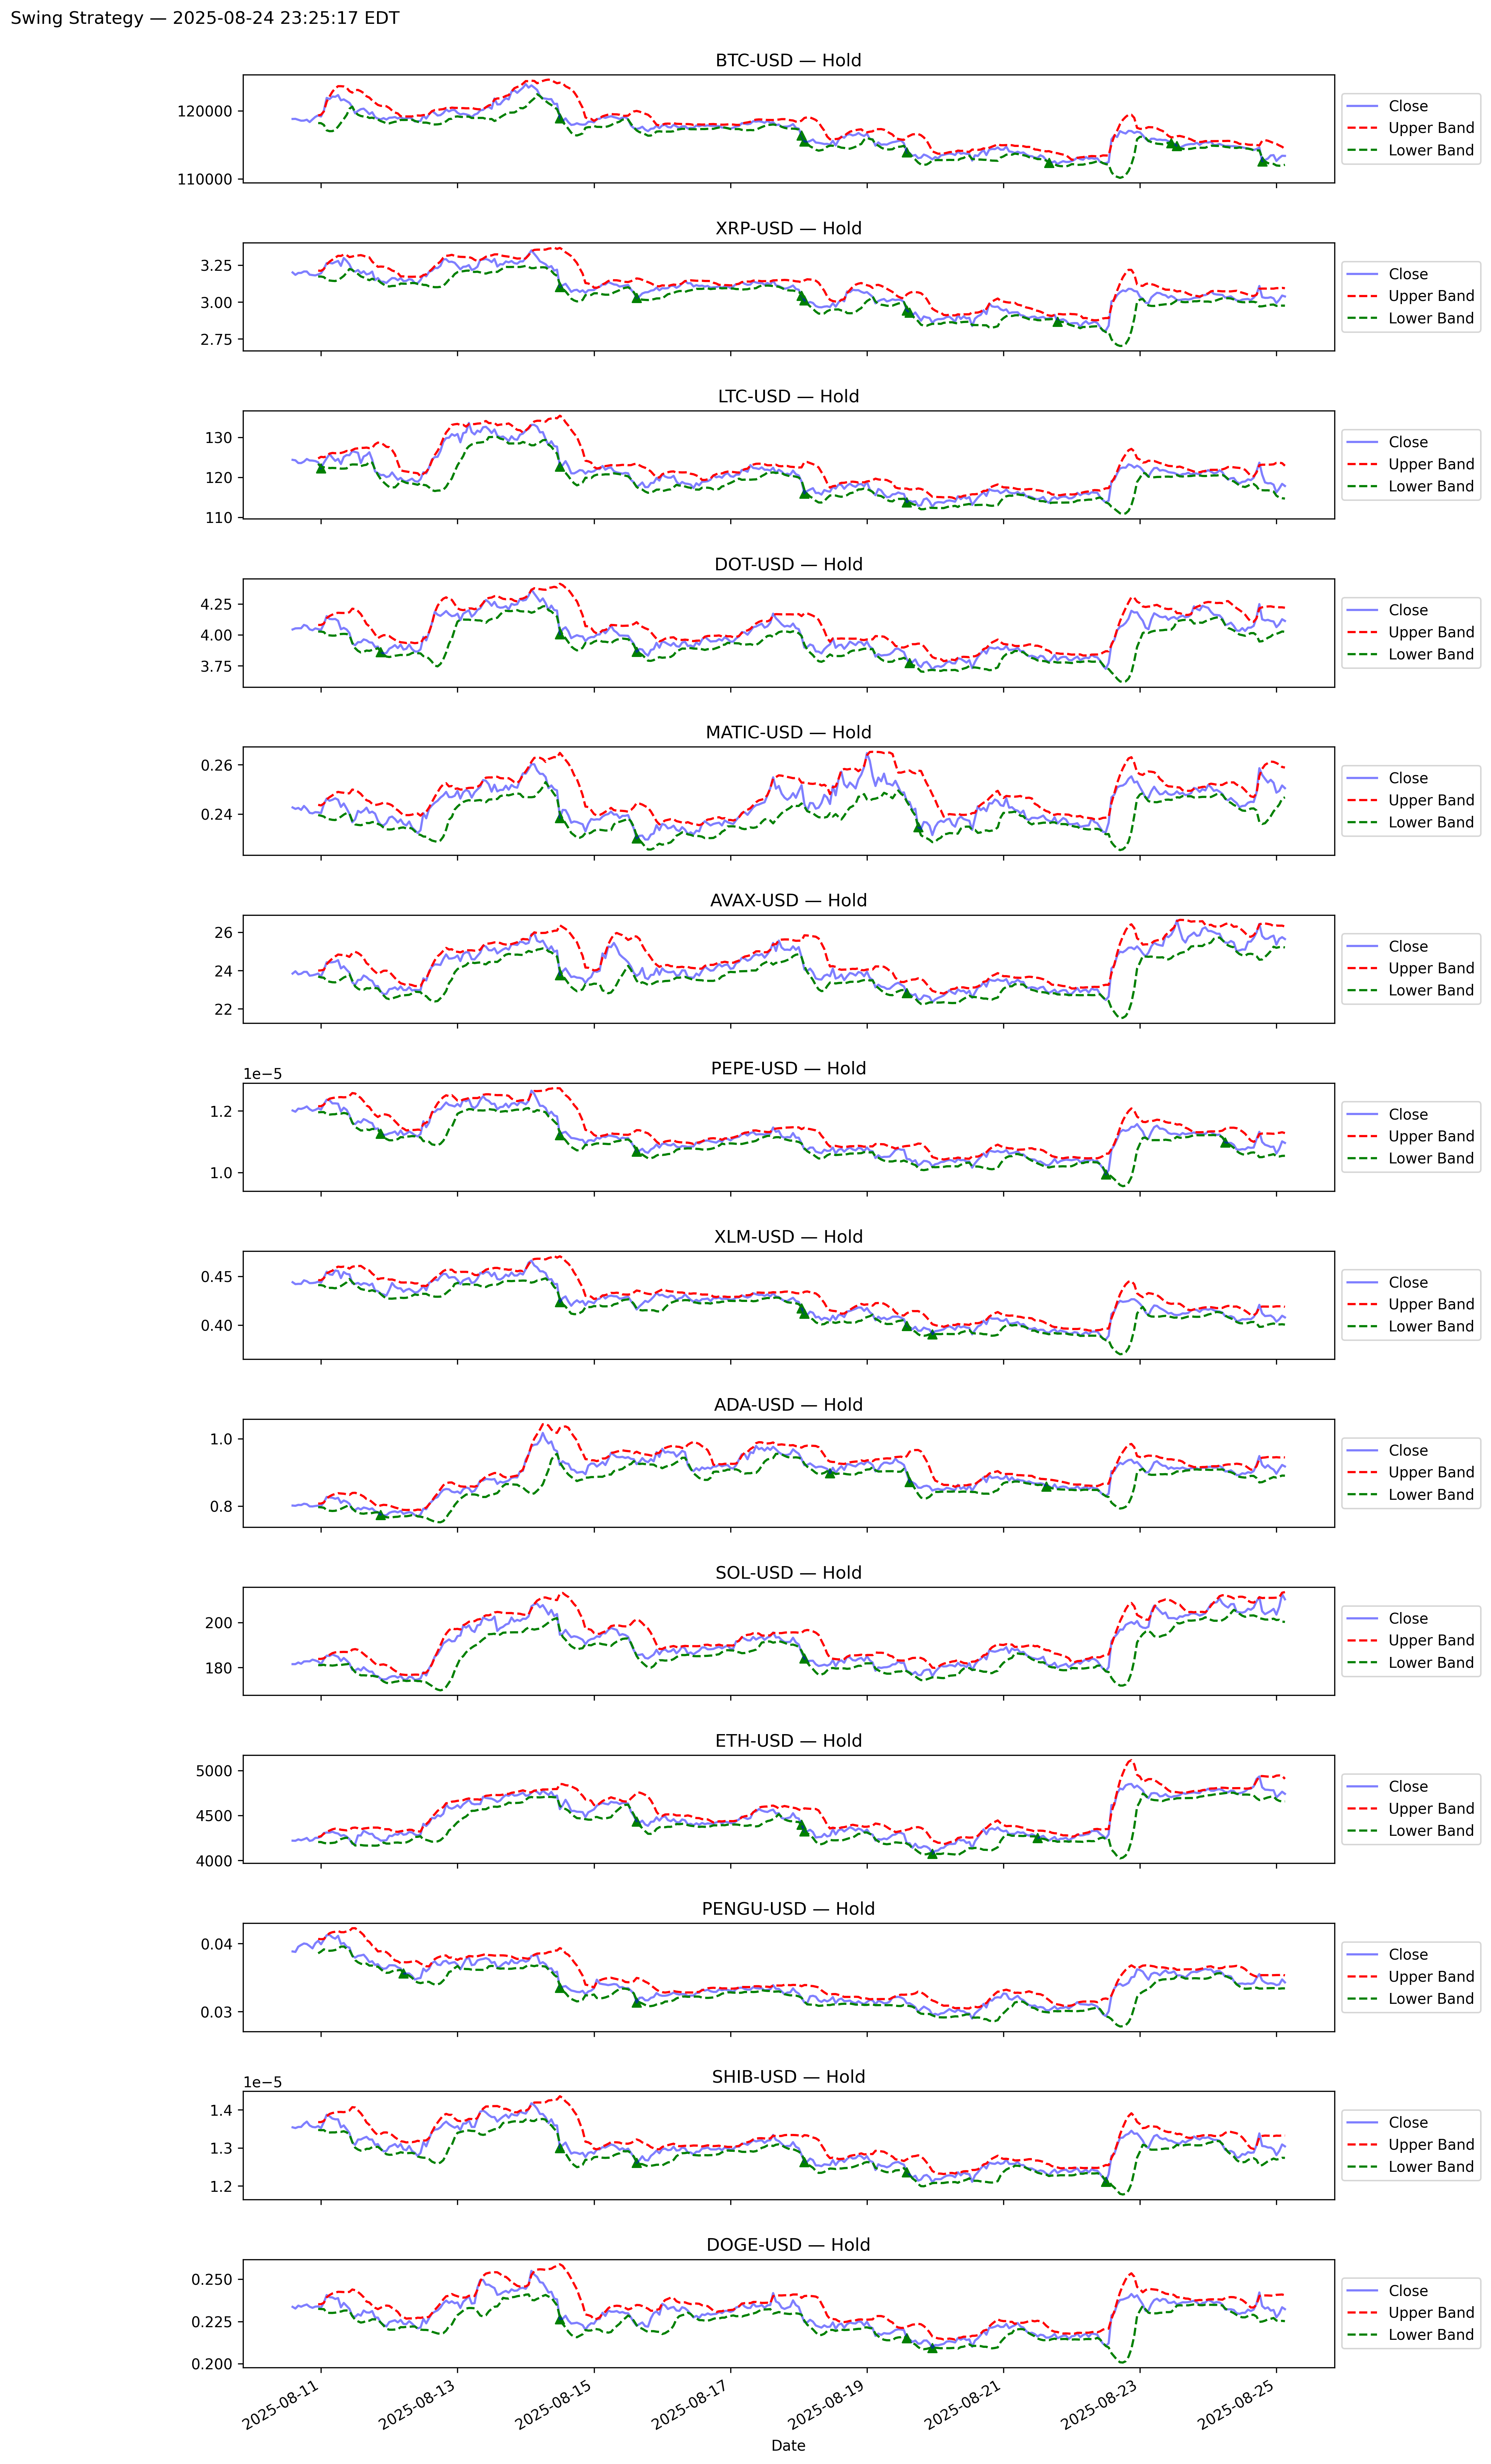 Swing Strategy — 2025-08-24 23:25:17 EDT
BTC-USD — Hold
120000
110000
Close
Upper Band
Lower Band
XRP-USD — Hold
3.25
3.00
2.75
Close
Upper Band
Lower Band
LTC-USD — Hold
130
120
110
Close
Upper Band
Lower Band
DOT-USD — Hold
4.25
4.00
3.75
Close
Upper Band
Lower Band
MATIC-USD — Hold
0.26
0.24
Close
Upper Band
Lower Band
AVAX-USD — Hold
26
24
22
Close
Upper Band
Lower Band
PEPE-USD — Hold
1e−5
1.2
1.0
Close
Upper Band
Lower Band
XLM-USD — Hold
0.45
0.40
Close
Upper Band
Lower Band
ADA-USD — Hold
1.0
0.8
Close
Upper Band
Lower Band
SOL-USD — Hold
200
180
Close
Upper Band
Lower Band
ETH-USD — Hold
5000
4500
4000
Close
Upper Band
Lower Band
PENGU-USD — Hold
0.04
0.03
Close
Upper Band
Lower Band
SHIB-USD — Hold
1e−5
1.4
1.3
1.2
Close
Upper Band
Lower Band
DOGE-USD — Hold
0.250
0.225
0.200
Close
Upper Band
Lower Band
2025-08-11
2025-08-13
2025-08-15
2025-08-17
2025-08-19
2025-08-21
2025-08-23
2025-08-25
Date